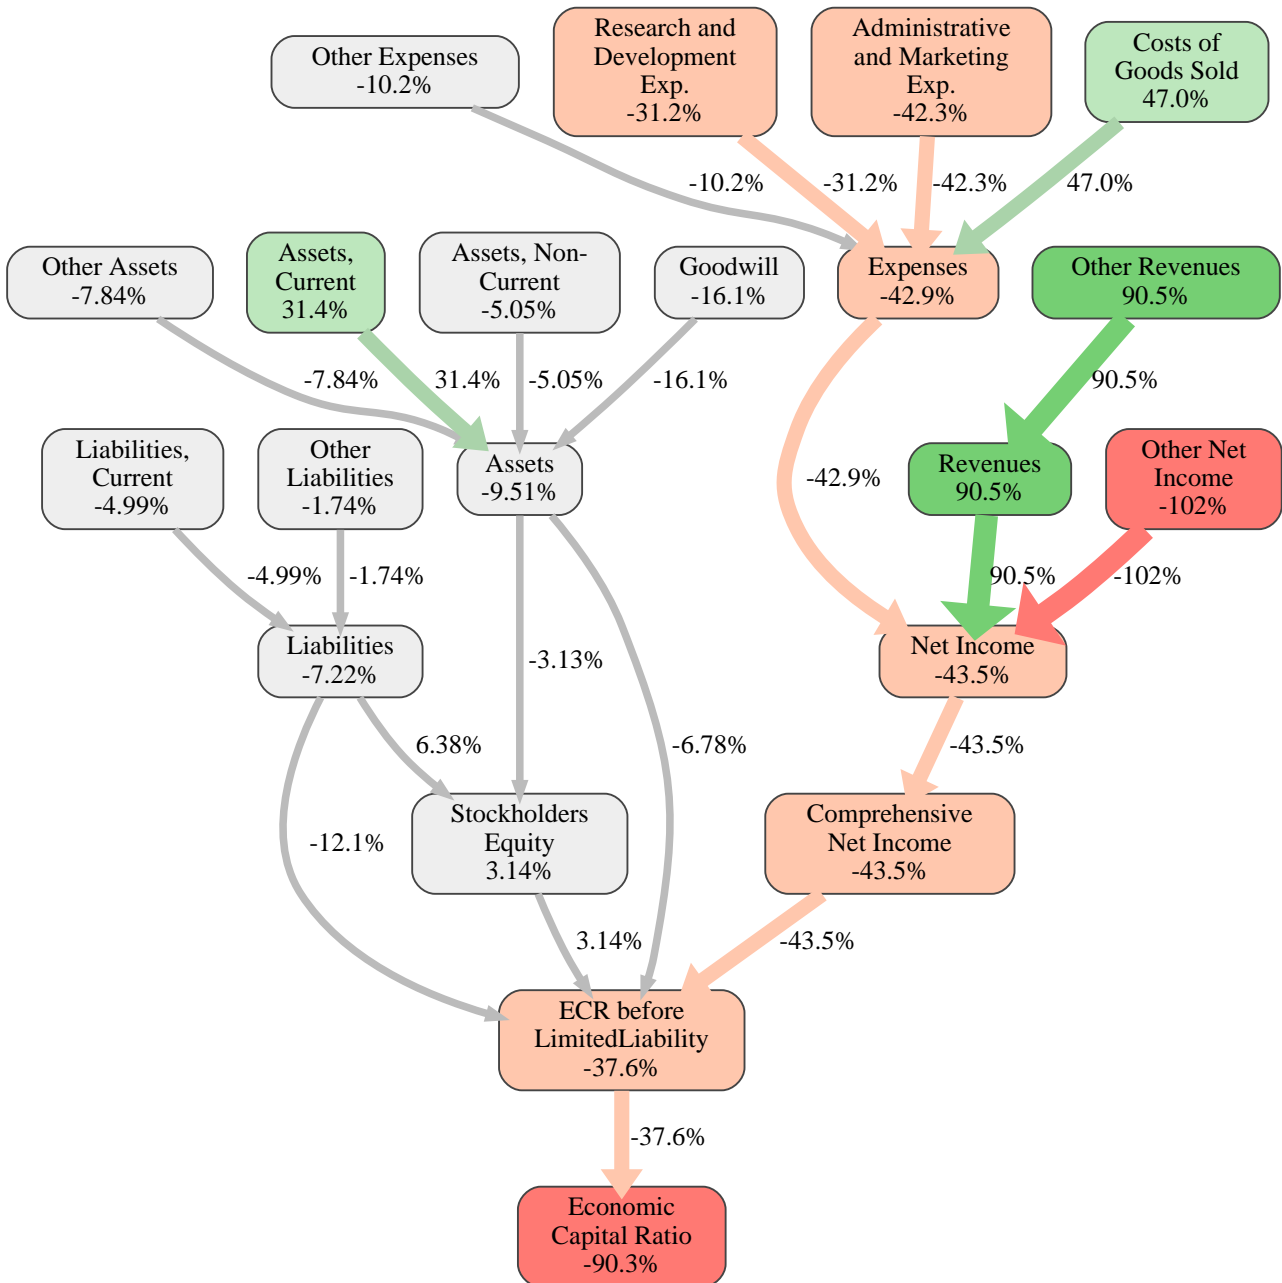 Other Expenses
-10.2%
Research and
Development
Exp.
-31.2%
Administrative
and Marketing
Exp.
-42.3%
Costs of
Goods Sold
47.0%
-10.2%
-31.2%
-42.3%
47.0%
Other Assets
-7.84%
Assets,
Current
31.4%
Assets, Non-
Current
-5.05%
Goodwill
-16.1%
Expenses
-42.9%
Other Revenues
90.5%
-7.84%
31.4%
-5.05%
-16.1%
90.5%
Liabilities,
Current
-4.99%
Other
Liabilities
-1.74%
Assets
-9.51%
-42.9%
Revenues
90.5%
Other Net
Income
-102%
-4.99%
-1.74%
90.5%
-102%
Liabilities
-7.22%
-3.13%
Net Income
-43.5%
6.38%
-6.78%
-43.5%
-12.1%
Stockholders
Equity
3.14%
Comprehensive
Net Income
-43.5%
3.14%
-43.5%
ECR before
LimitedLiability
-37.6%
-37.6%
Economic
Capital Ratio
-90.3%